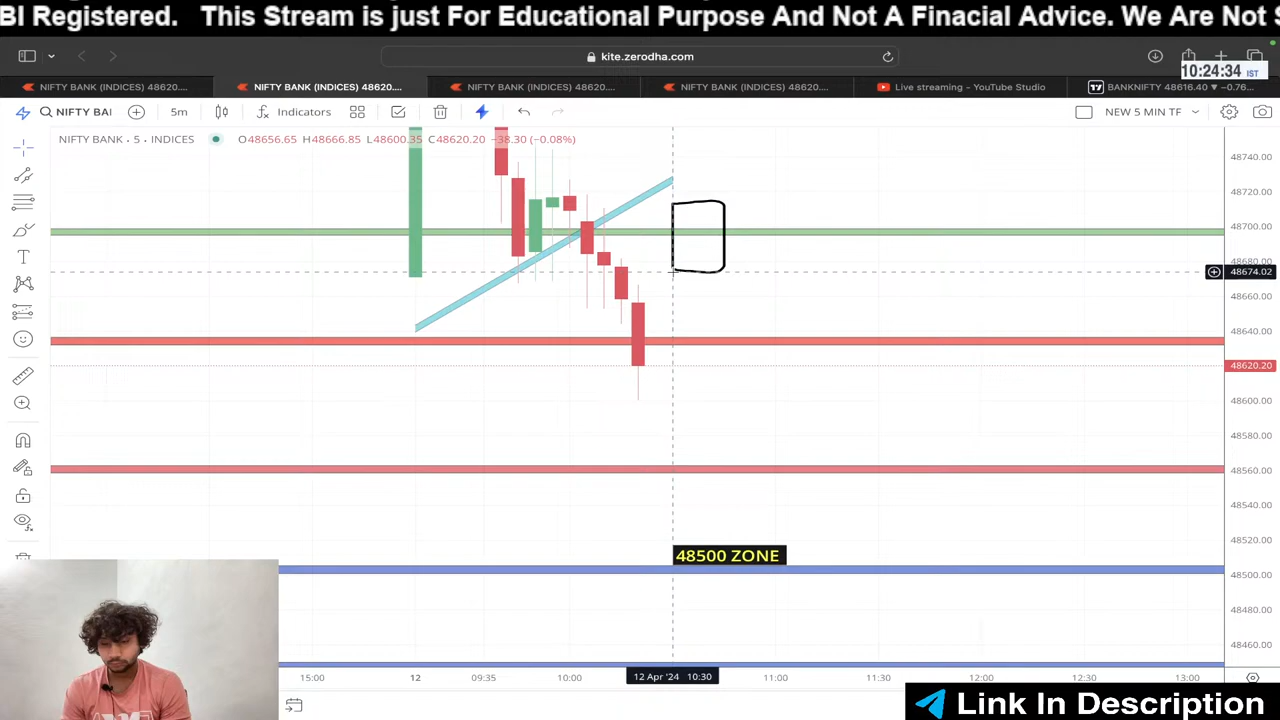 BI Registered. This Stream is just For Educational Purpose And Not A Finacial Advice. We Are Not S
kite.zerodha.com
10:24:34 IST
NIFTY BANK (INDICES) 48620....
NIFTY BANK (INDICES) 48620....
NIFTY BANK (INDICES) 48620....
NIFTY BANK (INDICES) 48620....
Live streaming - YouTube Studio
BANKNIFTY 48616.40 ▼ −0.76...
NIFTY BAI
5m
Indicators
NEW 5 MIN TF
NIFTY BANK · 5 · INDICES
O48656.65 H48666.85 L48600.35 C48620.20 −38.30 (−0.08%)
48740.00
48720.00
48700.00
48680.00
48674.02
48660.00
48640.00
48620.20
48600.00
48580.00
48560.00
48540.00
48520.00
48500 ZONE
48500.00
48480.00
48460.00
15:00
12
09:35
10:00
12 Apr '24 10:30
11:00
11:30
12:00
12:30
13:00
Link In Description